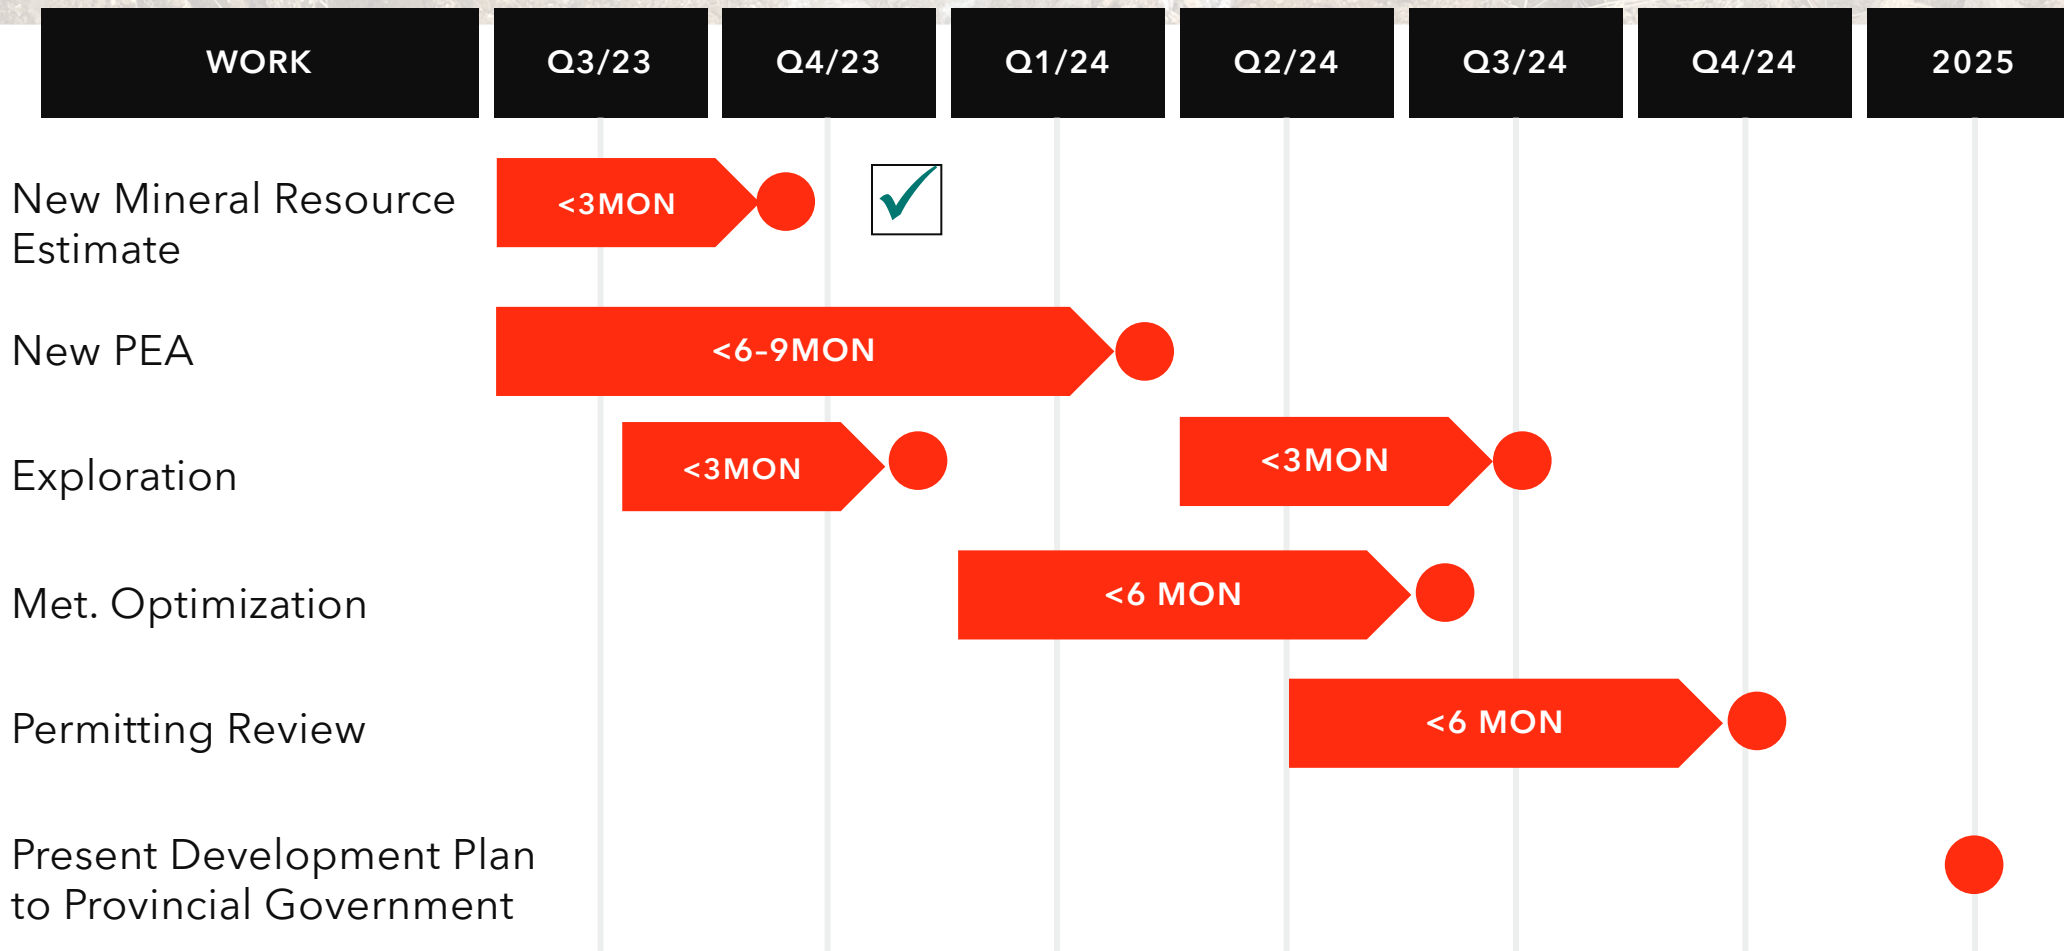 WORK
Q3/23
Q4/23
Q1/24
Q2/24
Q3/24
Q4/24
2025
New Mineral Resource
Estimate
<3MON
New PEA
<6-9MON
Exploration
<3MON
<3MON
Met. Optimization
<6 MON
Permitting Review
<6 MON
Present Development Plan
to Provincial Government